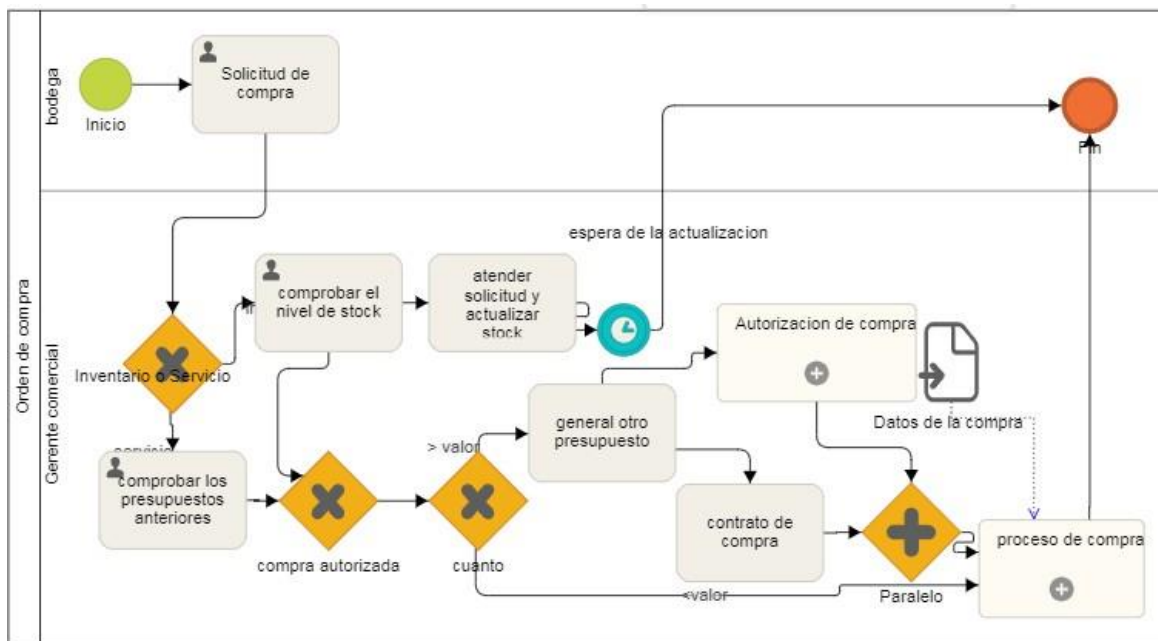 Orden de compra
bodega
Gerente comercial
Inicio
Solicitud de
compra
Fin
espera de la actualizacion
comprobar el
nivel de stock
atender
solicitud y
actualizar
stock
Inventario o Servicio
servicio
comprobar los
presupuestos
anteriores
compra autorizada
> valor
cuanto
<valor
general otro
presupuesto
Autorizacion de compra
Datos de la compra
contrato de
compra
Paralelo
proceso de compra